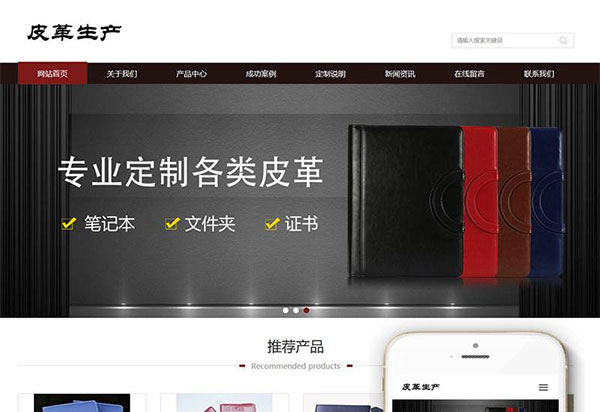 皮革生产
请输入搜索关键词
网站首页 关于我们 产品中心 成功案例 定制说明 新闻资讯 在线留言 联系我们
专业定制各类皮革
笔记本 文件夹 证书
推荐产品
Recommended products
皮革生产